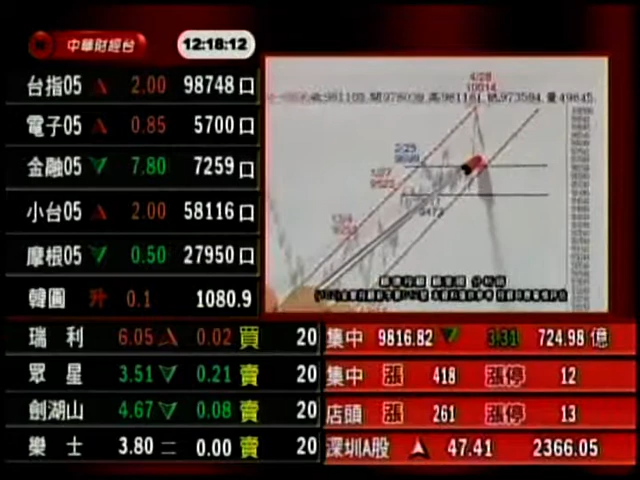 中華財經台
12:18:12
台指05 2.00 98748口
電子05 0.85 5700口
金融05 7.80 7259口
小台05 2.00 58116口
摩根05 0.50 27950口
韓圜 升 0.1 1080.9
4/28
10014
2/25
1/27
9473
瑞利 6.05 0.02 買 20
眾星 3.51 0.21 賣 20
劍湖山 4.67 0.08 賣 20
樂士 3.80 二 0.00 賣 20
集中 9816.82 3.31 724.98億
集中 漲 418 漲停 12
店頭 漲 261 漲停 13
深圳A股 47.41 2366.05